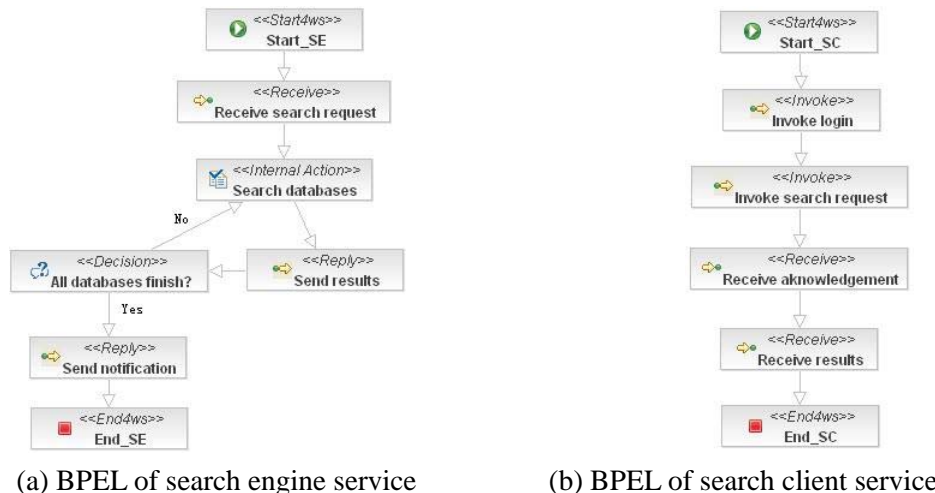 <<Start4ws>>
Start_SE
<<Receive>>
Receive search request
<<Internal Action>>
Search databases
No
<<Decision>>
All databases finish?
<<Reply>>
Send results
Yes
<<Reply>>
Send notification
<<End4ws>>
End_SE
(a) BPEL of search engine service
<<Start4ws>>
Start_SC
<<Invoke>>
Invoke login
<<Invoke>>
Invoke search request
<<Receive>>
Receive aknowledgement
<<Receive>>
Receive results
<<End4ws>>
End_SC
(b) BPEL of search client service